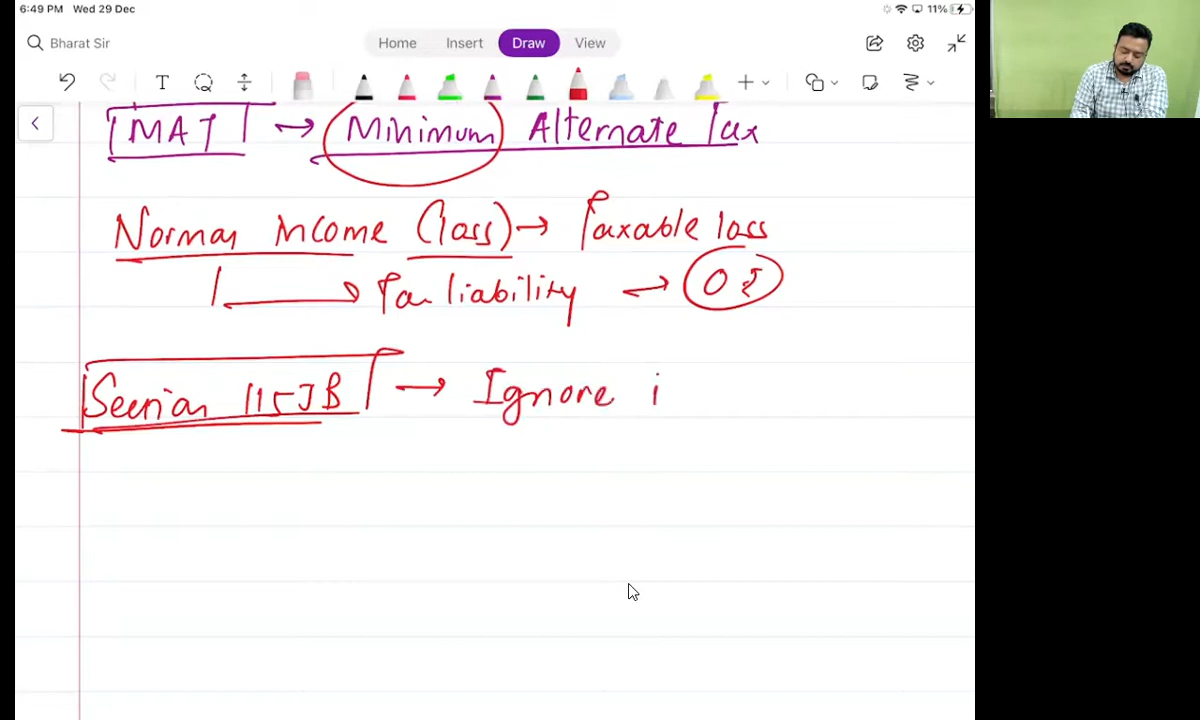 6:49 PM Wed 29 Dec
11%
Bharat Sir
Home Insert Draw View
MAT → Minimum Alternate Tax
Normal income (loss) → Taxable loss
Tax liability → 0 ₹
Section 115JB → Ignore i